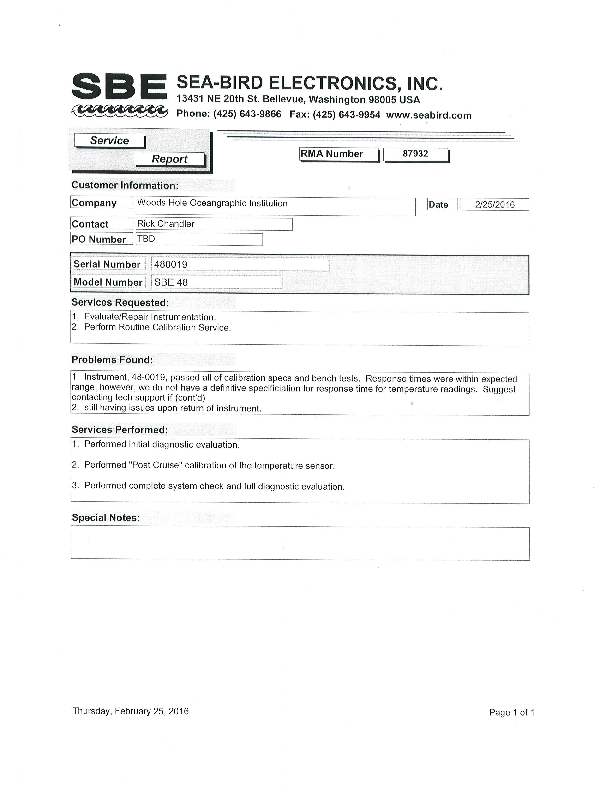 SBE SEA-BIRD ELECTRONICS, INC.
13431 NE 20th St. Bellevue, Washington 98005 USA
Phone: (425) 643-9866 Fax: (425) 643-9954 www.seabird.com
Service
Report
RMA Number 87932
Customer Information:
Company Woods Hole Oceangraphic Institution Date 2/25/2016
Contact Rick Chandler
PO Number TBD
Serial Number 480019
Model Number SBE 48
Services Requested:
1. Evaluate/Repair Instrumentation.
2. Perform Routine Calibration Service.
Problems Found:
1. Instrument, 48-0019, passed all of calibration specs and bench tests. Response times were within expected
range, however, we do not have a definitive specificiation for response time for temperature readings. Suggest
contacting tech support if (cont'd)
2. still having issues upon return of instrument.
Services Performed:
1. Performed initial diagnostic evaluation.
2. Performed "Post Cruise" calibration of the temperature sensor.
3. Performed complete system check and full diagnostic evaluation.
Special Notes:
Thursday, February 25, 2016 Page 1 of 1